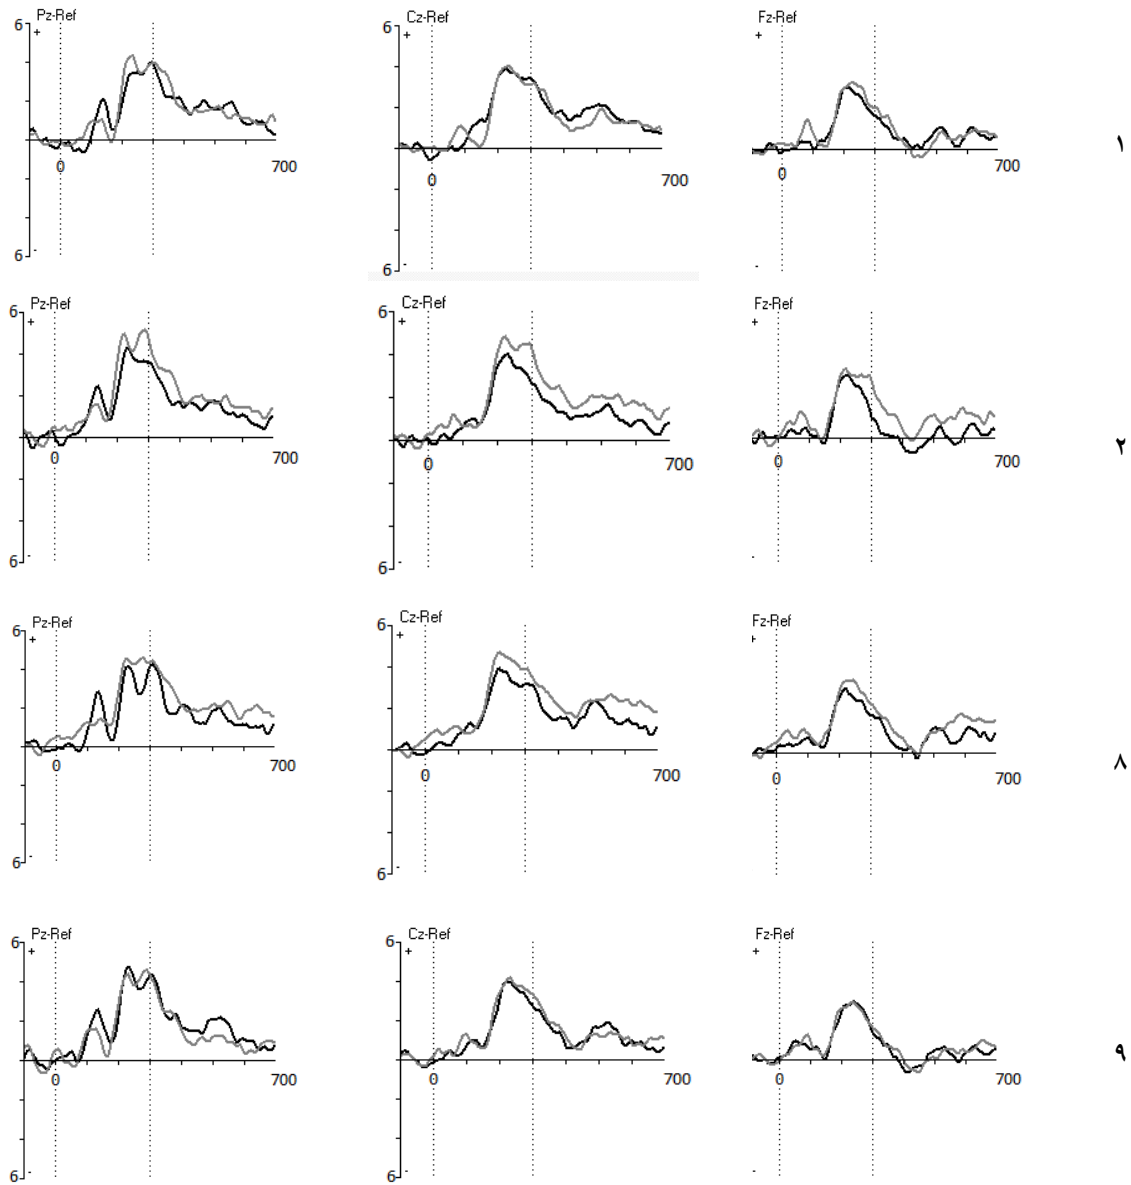 Pz-Ref Cz-Ref Fz-Ref
6 + 6 + +
0 700 0 700 0 700 ۱
6 - 6 - -
Pz-Ref Cz-Ref Fz-Ref
6 + 6 + +
0 700 0 700 0 700 ۲
6 - 6 - -
Pz-Ref Cz-Ref Fz-Ref
6 + 6 + +
0 700 0 700 0 700 ۸
6 - 6 - -
Pz-Ref Cz-Ref Fz-Ref
6 + 6 + +
0 700 0 700 0 700 ۹
6 - 6 - -